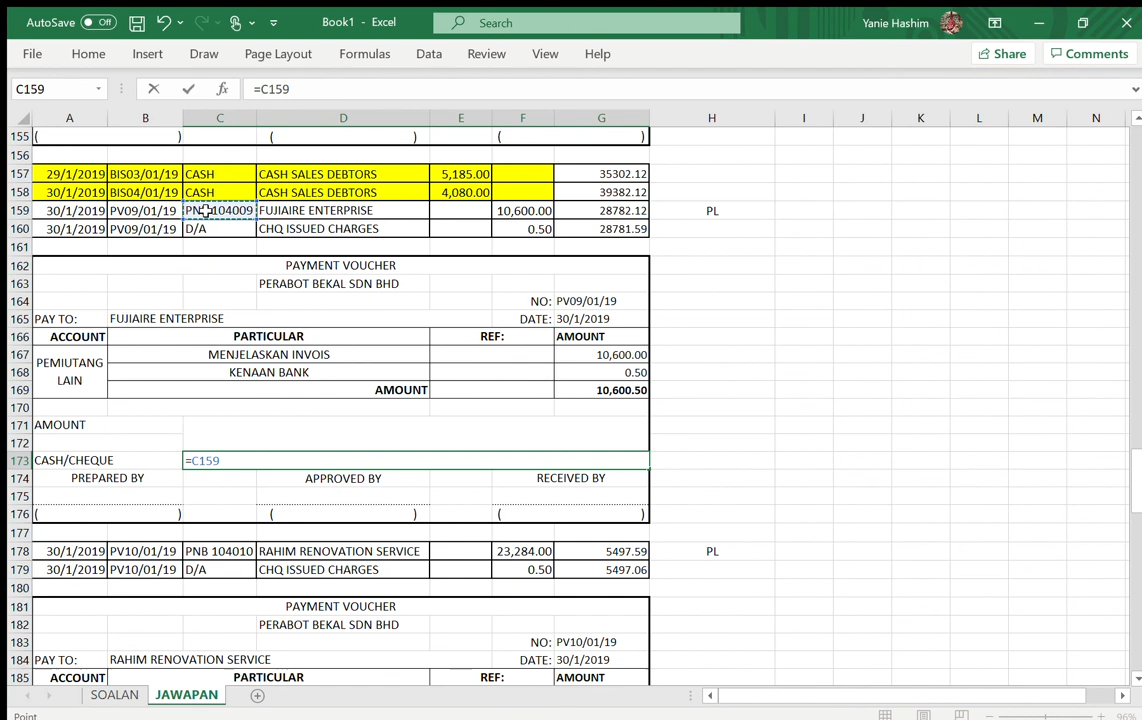 AutoSave Off Book1 - Excel Search Yanie Hashim
File Home Insert Draw Page Layout Formulas Data Review View Help Share Comments
C159 fx =C159
A B C D E F G H I J K L M N
155 ( ) ( ) ( )
156
157 29/1/2019 BIS03/01/19 CASH CASH SALES DEBTORS 5,185.00 35302.12
158 30/1/2019 BIS04/01/19 CASH CASH SALES DEBTORS 4,080.00 39382.12
159 30/1/2019 PV09/01/19 PNB 104009 FUJIAIRE ENTERPRISE 10,600.00 28782.12 PL
160 30/1/2019 PV09/01/19 D/A CHQ ISSUED CHARGES 0.50 28781.59
161
162 PAYMENT VOUCHER
163 PERABOT BEKAL SDN BHD
164 NO: PV09/01/19
165 PAY TO: FUJIAIRE ENTERPRISE DATE: 30/1/2019
166 ACCOUNT PARTICULAR REF: AMOUNT
167 MENJELASKAN INVOIS 10,600.00
PEMIUTANG LAIN
168 KENAAN BANK 0.50
169 AMOUNT 10,600.50
170
171 AMOUNT
172
173 CASH/CHEQUE =C159
174 PREPARED BY APPROVED BY RECEIVED BY
175
176 ( ) ( ) ( )
177
178 30/1/2019 PV10/01/19 PNB 104010 RAHIM RENOVATION SERVICE 23,284.00 5497.59 PL
179 30/1/2019 PV10/01/19 D/A CHQ ISSUED CHARGES 0.50 5497.06
180
181 PAYMENT VOUCHER
182 PERABOT BEKAL SDN BHD
183 NO: PV10/01/19
184 PAY TO: RAHIM RENOVATION SERVICE DATE: 30/1/2019
185 ACCOUNT PARTICULAR REF: AMOUNT
SOALAN JAWAPAN
Point 96%